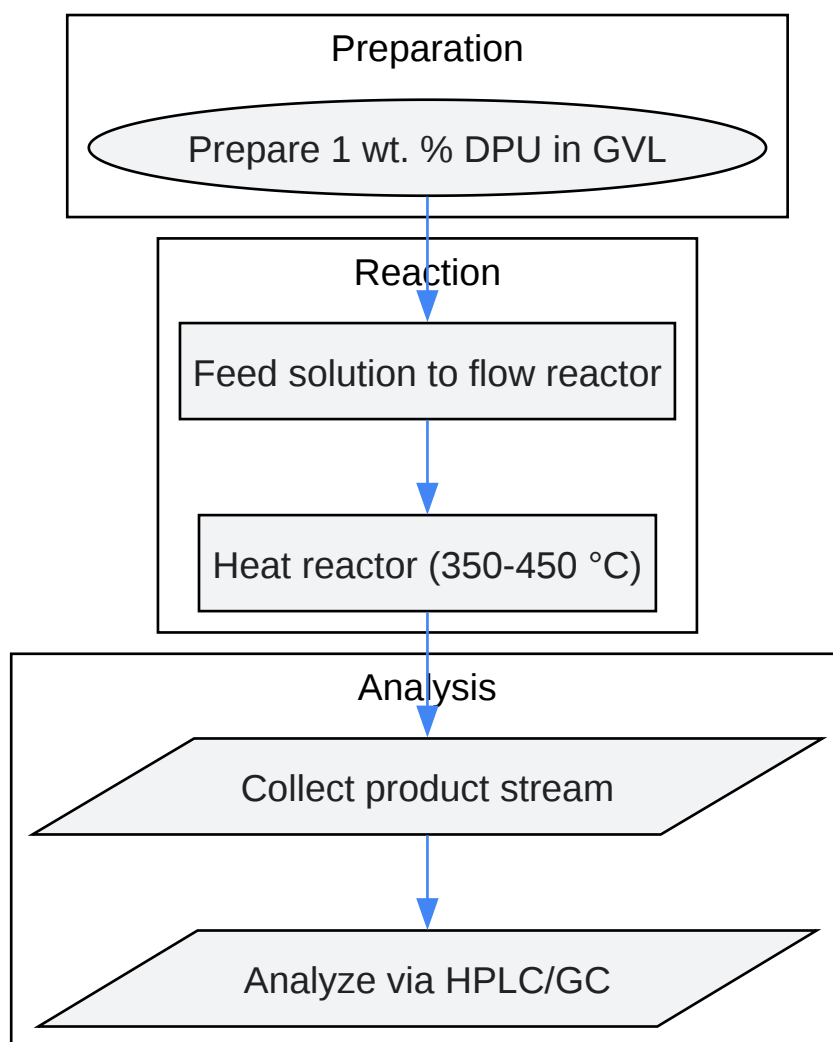 Preparation
Prepare 1 wt. % DPU in GVL
Reaction
Feed solution to flow reactor
Heat reactor (350-450 °C)
Analysis
Collect product stream
Analyze via HPLC/GC